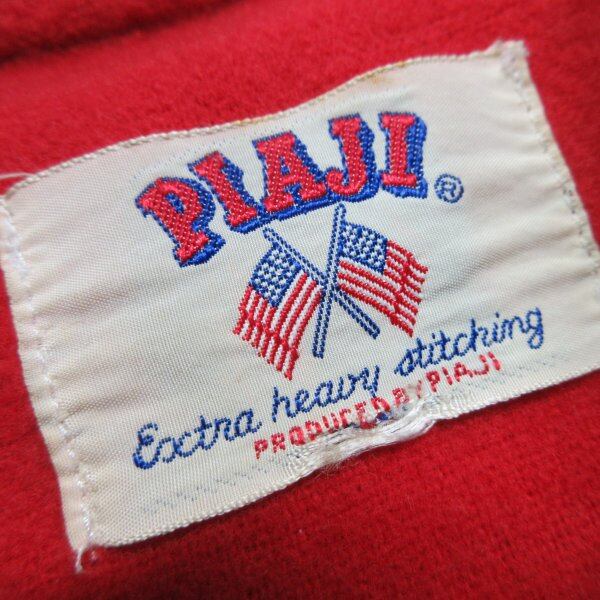 PIAJI®
Extra heavy stitching
PRODUCED BY PIAJI